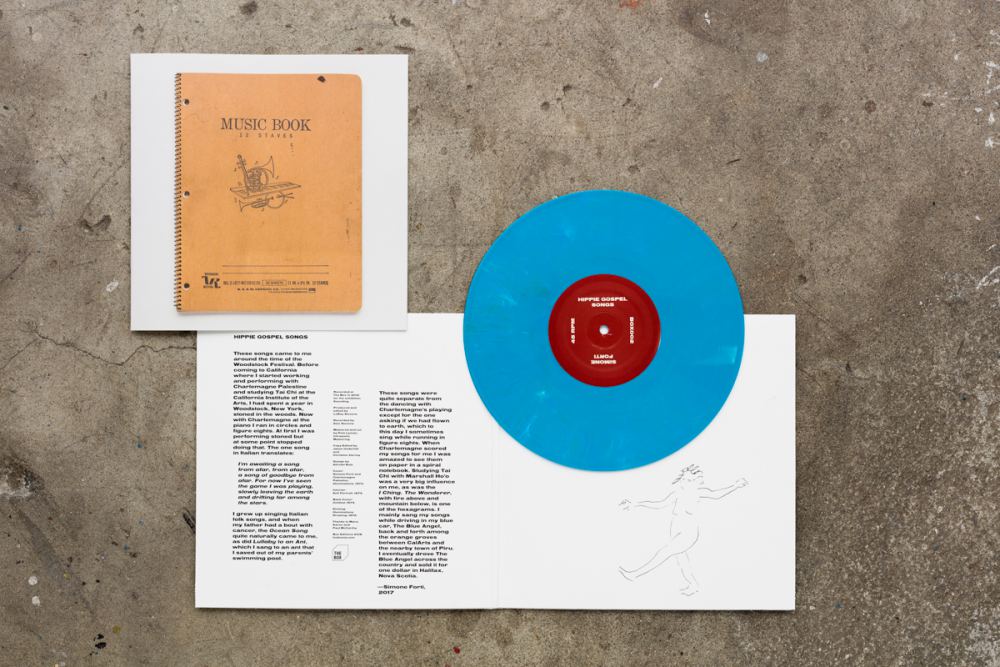 MUSIC BOOK
12 STAVES
HIPPIE GOSPEL
SONGS
45 RPM
BOX002
SIMONE
FORTI
HIPPIE GOSPEL SONGS
These songs came to me
around the time of the
Woodstock Festival. Before
coming to California
where I started working
and performing with
Charlemagne Palestine
and studying Tai Chi at the
California Institute of the
Arts, I had spent a year in
Woodstock, New York,
stoned in the woods. Now
with Charlemagne at the
piano I ran in circles and
figure eights. At first I was
performing stoned but
at some point stopped
doing that. The one song
in Italian translates:
I'm awaiting a song
from afar, from afar,
a song of goodbye from
afar. For now I've seen
the game I was playing,
slowly leaving the earth
and drifting far among
the stars.
I grew up singing Italian
folk songs, and when
my father had a bout with
cancer, the Ocean Song
quite naturally came to me,
as did Lullaby to an Ant,
which I sang to an ant that
I saved out of my parents'
swimming pool.
THE
BOX
These songs were
quite separate from
the dancing with
Charlemagne's playing
except for the one
asking if we had flown
to earth, which to
this day I sometimes
sing while running in
figure eights. When
Charlemagne scored
my songs for me I was
amazed to see them
on paper in a spiral
notebook. Studying Tai
Chi with Marshall Ho'o
was a very big influence
on me, as was the
I Ching. The Wanderer,
with fire above and
mountain below, is one
of the hexagrams. I
mainly sang my songs
while driving in my blue
car, The Blue Angel,
back and forth among
the orange groves
between CalArts and
the nearby town of Piru.
I eventually drove The
Blue Angel across the
country and sold it for
one dollar in Halifax,
Nova Scotia.
—Simone Forti,
2017